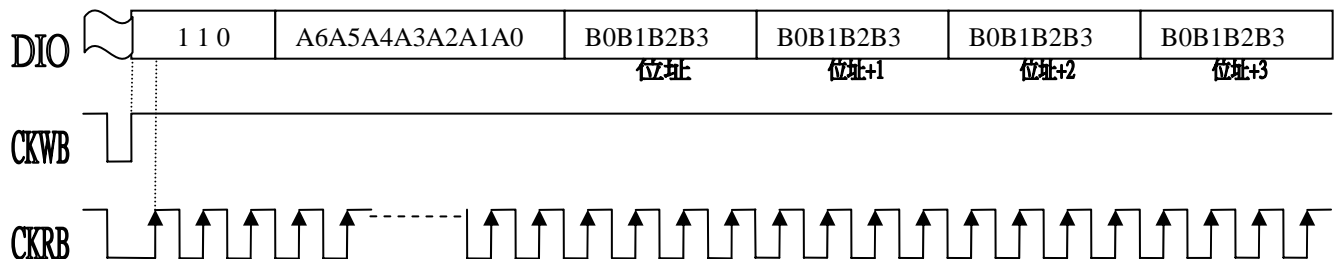 DIO 1 1 0 A6A5A4A3A2A1A0 B0B1B2B3 B0B1B2B3 B0B1B2B3 B0B1B2B3
位址 位址+1 位址+2 位址+3
CKWB
CKRB